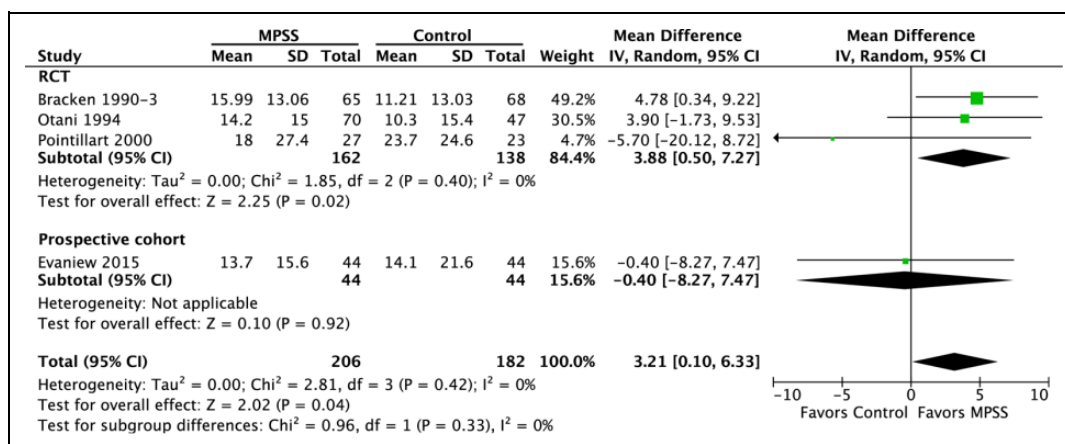 MPSS Control Mean Difference Mean Difference
Study Mean SD Total Mean SD Total Weight IV, Random, 95% CI IV, Random, 95% CI
RCT
Bracken 1990-3 15.99 13.06 65 11.21 13.03 68 49.2% 4.78 [0.34, 9.22]
Otani 1994 14.2 15 70 10.3 15.4 47 30.5% 3.90 [-1.73, 9.53]
Pointillart 2000 18 27.4 27 23.7 24.6 23 4.7% -5.70 [-20.12, 8.72]
Subtotal (95% CI) 162 138 84.4% 3.88 [0.50, 7.27]
Heterogeneity: Tau² = 0.00; Chi² = 1.85, df = 2 (P = 0.40); I² = 0%
Test for overall effect: Z = 2.25 (P = 0.02)
Prospective cohort
Evaniew 2015 13.7 15.6 44 14.1 21.6 44 15.6% -0.40 [-8.27, 7.47]
Subtotal (95% CI) 44 44 15.6% -0.40 [-8.27, 7.47]
Heterogeneity: Not applicable
Test for overall effect: Z = 0.10 (P = 0.92)
Total (95% CI) 206 182 100.0% 3.21 [0.10, 6.33]
Heterogeneity: Tau² = 0.00; Chi² = 2.81, df = 3 (P = 0.42); I² = 0%
Test for overall effect: Z = 2.02 (P = 0.04)
Test for subgroup differences: Chi² = 0.96, df = 1 (P = 0.33), I² = 0%
-10 -5 0 5 10
Favors Control Favors MPSS